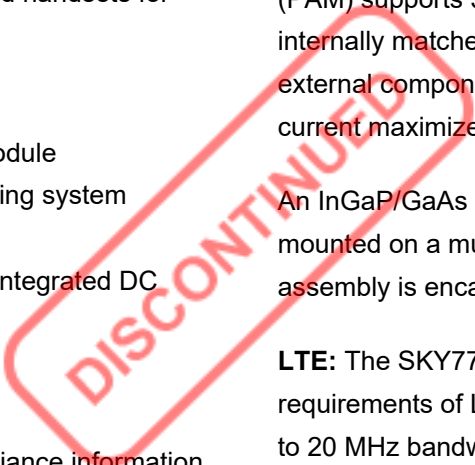 d handsets for
odule
ing system
ntegrated DC
iance information
(PAM) supports
internally matche
external compon
current maximize
An InGaP/GaAs
mounted on a mu
assembly is enca
LTE: The SKY77
requirements of L
to 20 MHz bandw
DISCONTINUED